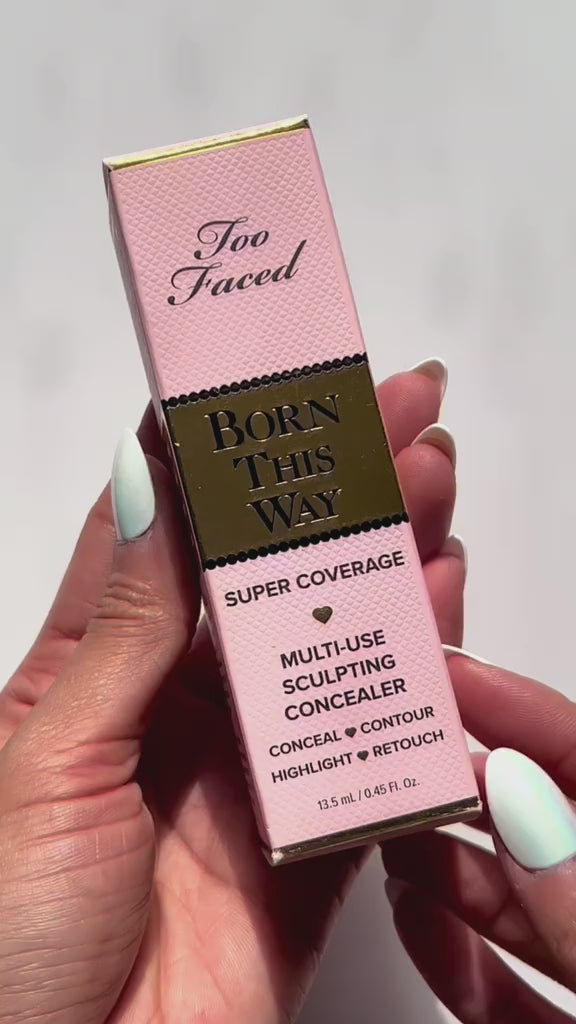 Too
Faced
BORN
THIS
WAY
SUPER COVERAGE
MULTI-USE
SCULPTING
CONCEALER
CONCEAL ♥ CONTOUR
HIGHLIGHT ♥ RETOUCH
13.5 mL / 0.45 Fl. Oz.